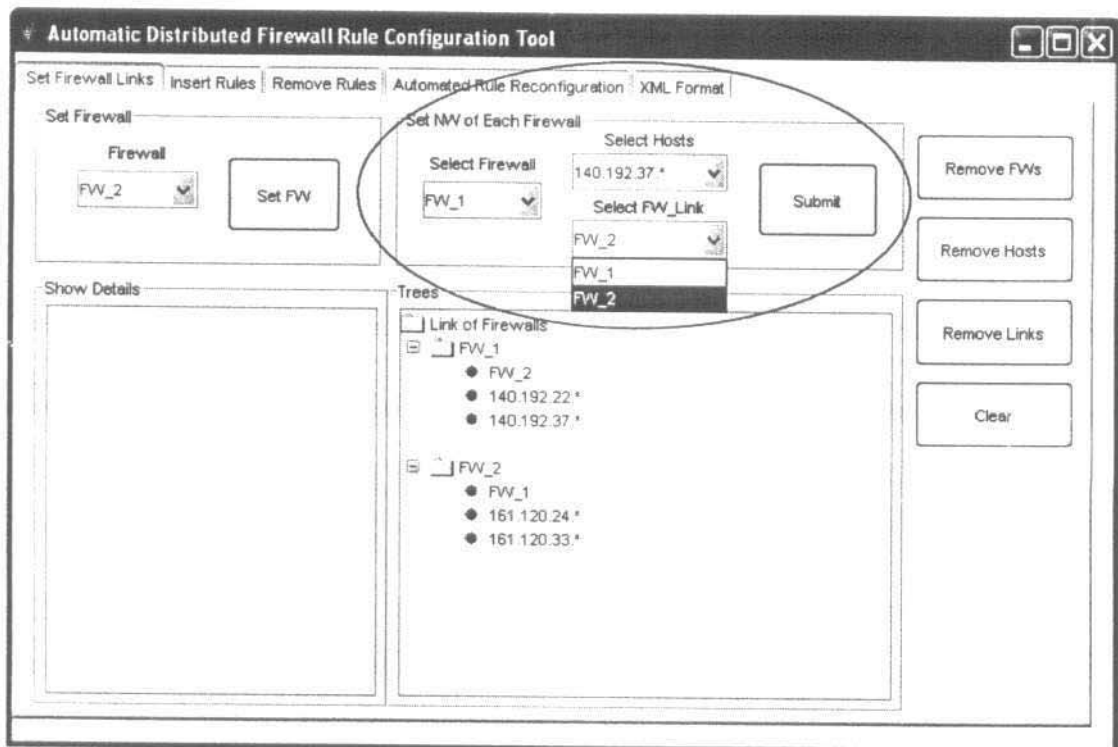 Automatic Distributed Firewall Rule Configuration Tool
Set Firewall Links
Insert Rules
Remove Rules
Automated Rule Reconfiguration
XML Format
Set Firewall
Firewall
FW_2
Set FW
Set NW of Each Firewall
Select Firewall
FW_1
Select Hosts
140.192.37.*
Select FW_Link
FW_2
FW_1
FW_2
Submit
Remove FWs
Remove Hosts
Remove Links
Clear
Show Details
Trees
Link of Firewalls
FW_1
FW_2
140.192.22.*
140.192.37.*
FW_2
FW_1
161.120.24.*
161.120.33.*